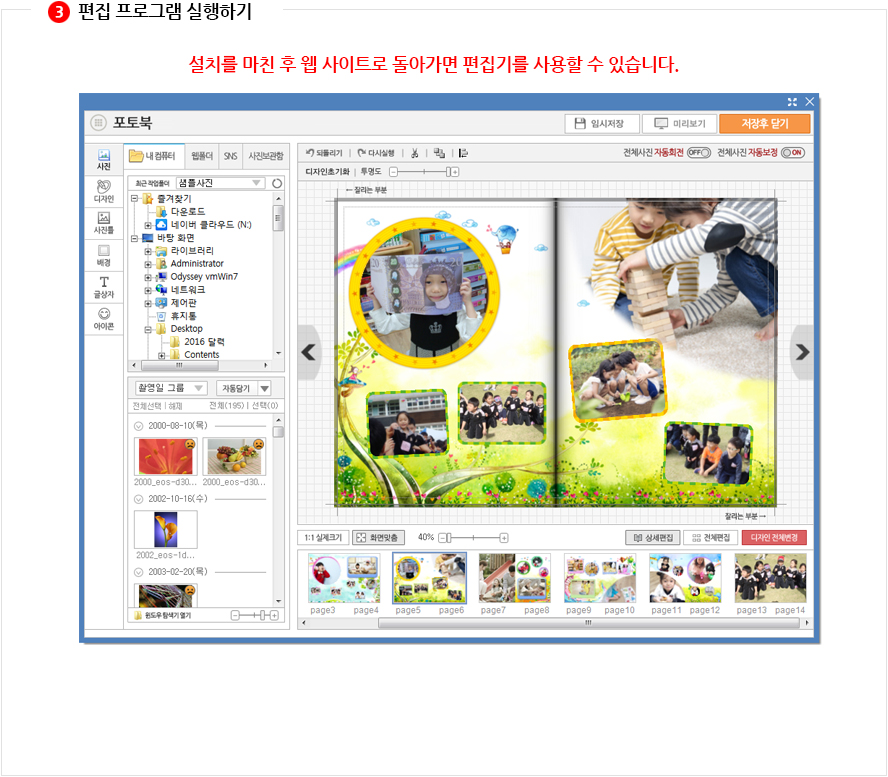 3 편집 프로그램 실행하기
설치를 마친 후 웹 사이트로 돌아가면 편집기를 사용할 수 있습니다.
포토북
임시저장 미리보기 저장후 닫기
사진
디자인
사진틀
배경
글상자
아이콘
내 컴퓨터 웹폴더 SNS 사진보관함
최근 작업폴더 샘플사진
즐겨찾기
다운로드
네이버 클라우드 (N:)
바탕 화면
라이브러리
Administrator
Odyssey vmWin7
네트워크
제어판
휴지통
Desktop
2016 달력
Contents
촬영일 그룹 자동담기
전체선택 | 해제 전체(195) | 선택(0)
2000-08-10(목)
2000_eos-d30... 2000_eos-d30...
2002-10-16(수)
2002_eos-1d...
2003-02-20(목)
윈도우 탐색기 열기
되돌리기 다시실행
전체사진 자동회전 OFF 전체사진 자동보정 ON
디자인초기화 투명도
←잘리는 부분
잘리는 부분→
1:1 실제크기 화면맞춤 40%
상세편집 전체편집 디자인 전체변경
page3 page4 page5 page6 page7 page8 page9 page10 page11 page12 page13 page14